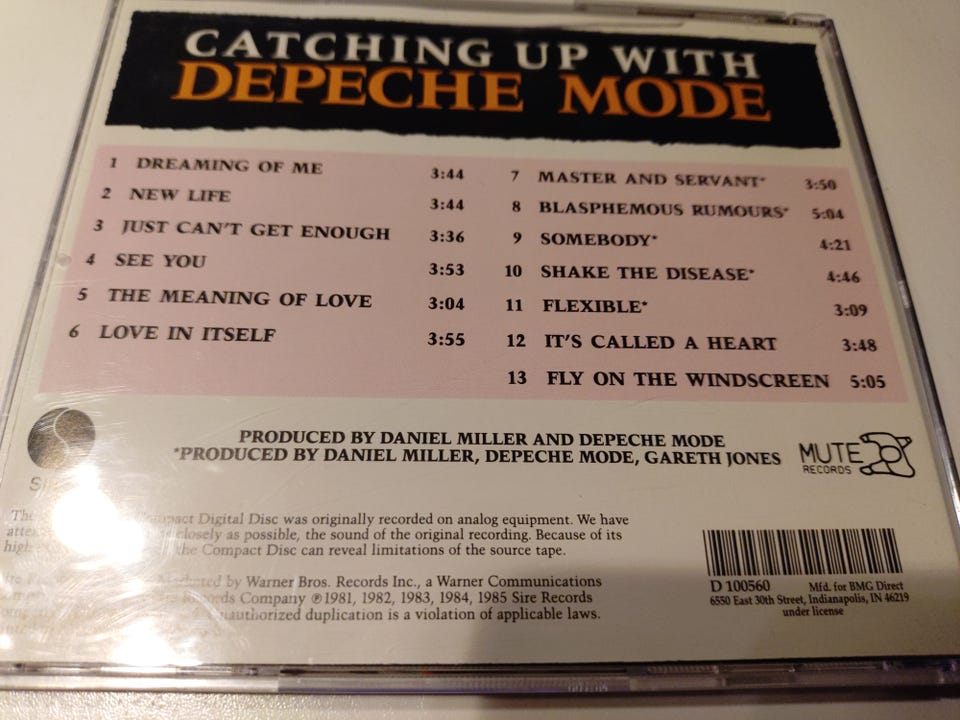 CATCHING UP WITH
DEPECHE MODE
1 DREAMING OF ME 3:44
2 NEW LIFE 3:44
3 JUST CAN'T GET ENOUGH 3:36
4 SEE YOU 3:53
5 THE MEANING OF LOVE 3:04
6 LOVE IN ITSELF 3:55
7 MASTER AND SERVANT* 3:50
8 BLASPHEMOUS RUMOURS* 5:04
9 SOMEBODY* 4:21
10 SHAKE THE DISEASE* 4:46
11 FLEXIBLE* 3:09
12 IT'S CALLED A HEART 3:48
13 FLY ON THE WINDSCREEN 5:05
PRODUCED BY DANIEL MILLER AND DEPECHE MODE
*PRODUCED BY DANIEL MILLER, DEPECHE MODE, GARETH JONES
MUTE
RECORDS
The Digital Disc was originally recorded on analog equipment. We have
closely as possible, the sound of the original recording. Because of its
high the Compact Disc can reveal limitations of the source tape.
by Warner Bros. Records Inc., a Warner Communications
Records Company ℗1981, 1982, 1983, 1984, 1985 Sire Records
unauthorized duplication is a violation of applicable laws.
D 100560 Mfd. for BMG Direct
6550 East 30th Street, Indianapolis, IN 46219
under license